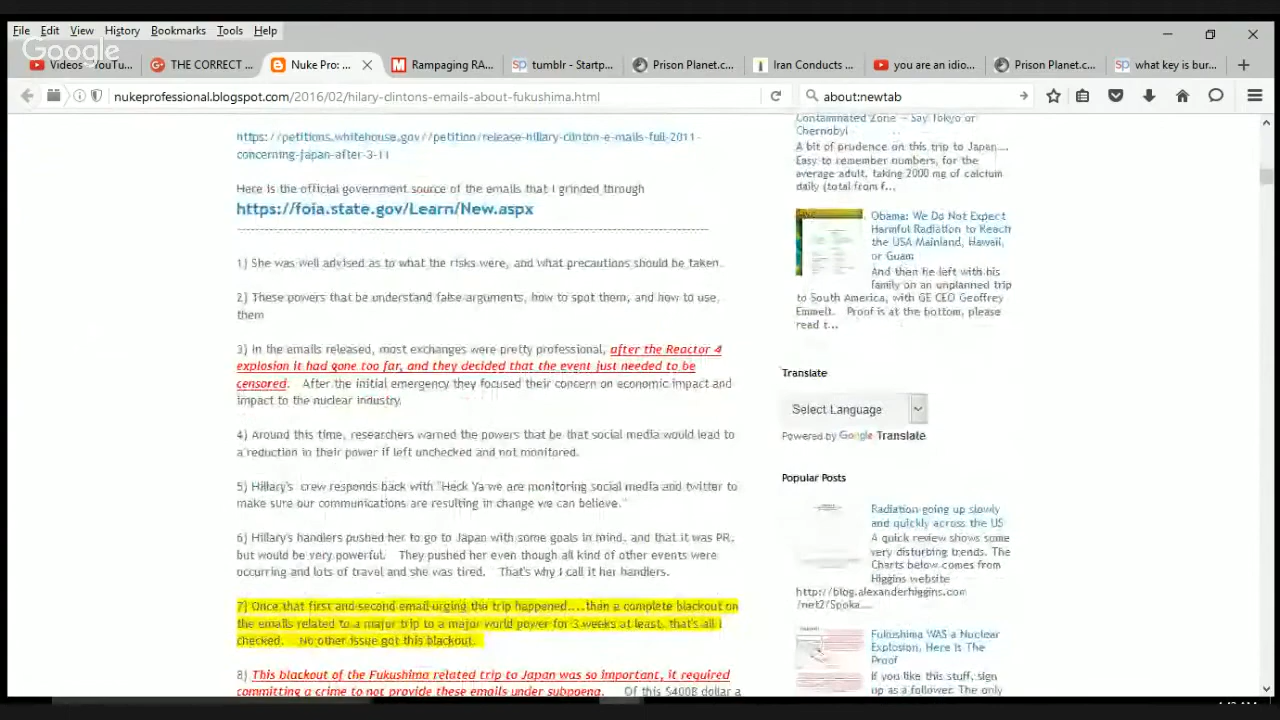 File Edit View History Bookmarks Tools Help
Google
Videos - YouTu... THE CORRECT ... Nuke Pro: ... Rampaging RA... tumblr - Startp... Prison Planet.c... Iran Conducts ... you are an idio... Prison Planet.c... what key is bur...
nukeprofessional.blogspot.com/2016/02/hilary-clintons-emails-about-fukushima.html about:newtab
https://petitions.whitehouse.gov//petition/release-hillary-clinton-e-mails-full-2011-
concerning-japan-after-3-11
Here is the official government source of the emails that I grinded through
https://foia.state.gov/Learn/New.aspx
--------------------------------------------------------------------------------
1) She was well advised as to what the risks were, and what precautions should be taken.
2) These powers that be understand false arguments, how to spot them, and how to use,
them
3) In the emails released, most exchanges were pretty professional, after the Reactor 4
explosion it had gone too far, and they decided that the event just needed to be
censored. After the initial emergency they focused their concern on economic impact and
impact to the nuclear industry.
4) Around this time, researchers warned the powers that be that social media would lead to
a reduction in their power if left unchecked and not monitored.
5) Hillary's crew responds back with "Heck Ya we are monitoring social media and twitter to
make sure our communications are resulting in change we can believe."
6) Hillary's handlers pushed her to go to Japan with some goals in mind, and that it was PR,
but would be very powerful. They pushed her even though all kind of other events were
occurring and lots of travel and she was tired. That's why I call it her handlers.
7) Once that first and second email urging the trip happened....then a complete blackout on
the emails related to a major trip to a major world power for 3 weeks at least, that's all I
checked. No other issue got this blackout.
8) This blackout of the Fukushima related trip to Japan was so important, it required
committing a crime to not provide these emails under Subpoena. Of this $400B dollar a
Contaminated Zone -- Say Tokyo or
Chernobyl
A bit of prudence on this trip to Japan....
Easy to remember numbers, for the
average adult, taking 2000 mg of calcium
daily (total from f...
Obama: We Do Not Expect
Harmful Radiation to Reach
the USA Mainland, Hawaii,
or Guam
And then he left with his
family on an unplanned trip
to South America, with GE CEO Geoffrey
Emmelt. Proof is at the bottom, please
read t...
Translate
Select Language
Powered by Google Translate
Popular Posts
Radiation going up slowly
and quickly across the US
A quick review shows some
very disturbing trends. The
Charts below comes from
Higgins website
http://blog.alexanderhiggins.com
/net2/Spoka...
Fukushima WAS a Nuclear
Explosion, Here Is The
Proof
If you like this stuff, sign
up as a follower. The only